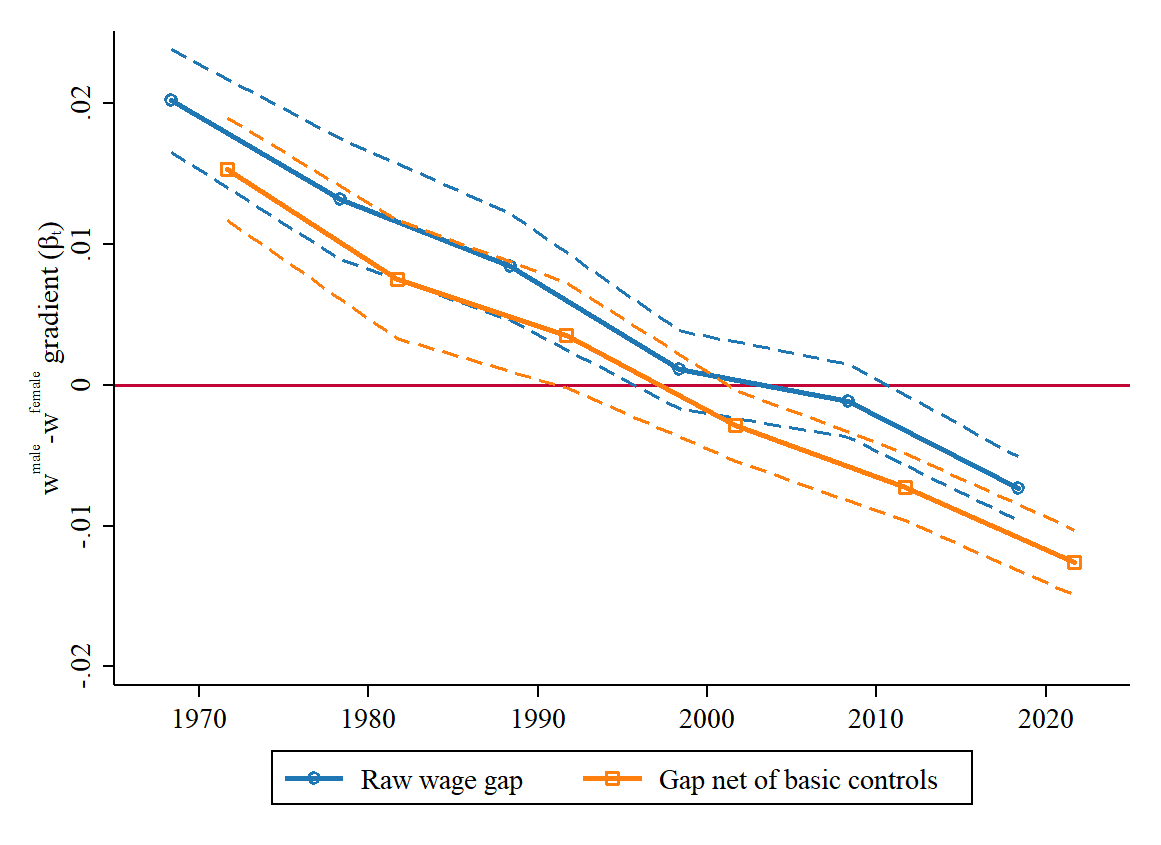 w^male-w^female gradient (β_t)
.02
.01
0
-.01
-.02
1970 1980 1990 2000 2010 2020
Raw wage gap Gap net of basic controls